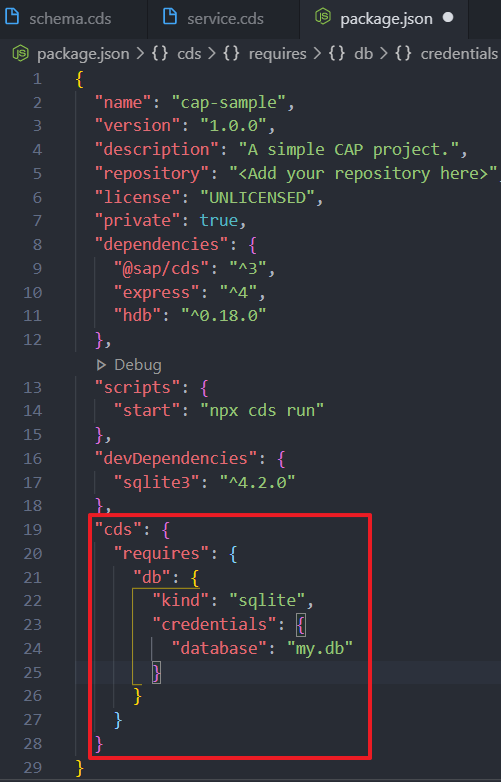 schema.cds service.cds package.json
package.json > {} cds > {} requires > {} db > {} credentials
1 {
2 "name": "cap-sample",
3 "version": "1.0.0",
4 "description": "A simple CAP project.",
5 "repository": "<Add your repository here>",
6 "license": "UNLICENSED",
7 "private": true,
8 "dependencies": {
9 "@sap/cds": "^3",
10 "express": "^4",
11 "hdb": "^0.18.0"
12 },
Debug
13 "scripts": {
14 "start": "npx cds run"
15 },
16 "devDependencies": {
17 "sqlite3": "^4.2.0"
18 },
19 "cds": {
20 "requires": {
21 "db": {
22 "kind": "sqlite",
23 "credentials": {
24 "database": "my.db"
25 }
26 }
27 }
28 }
29 }